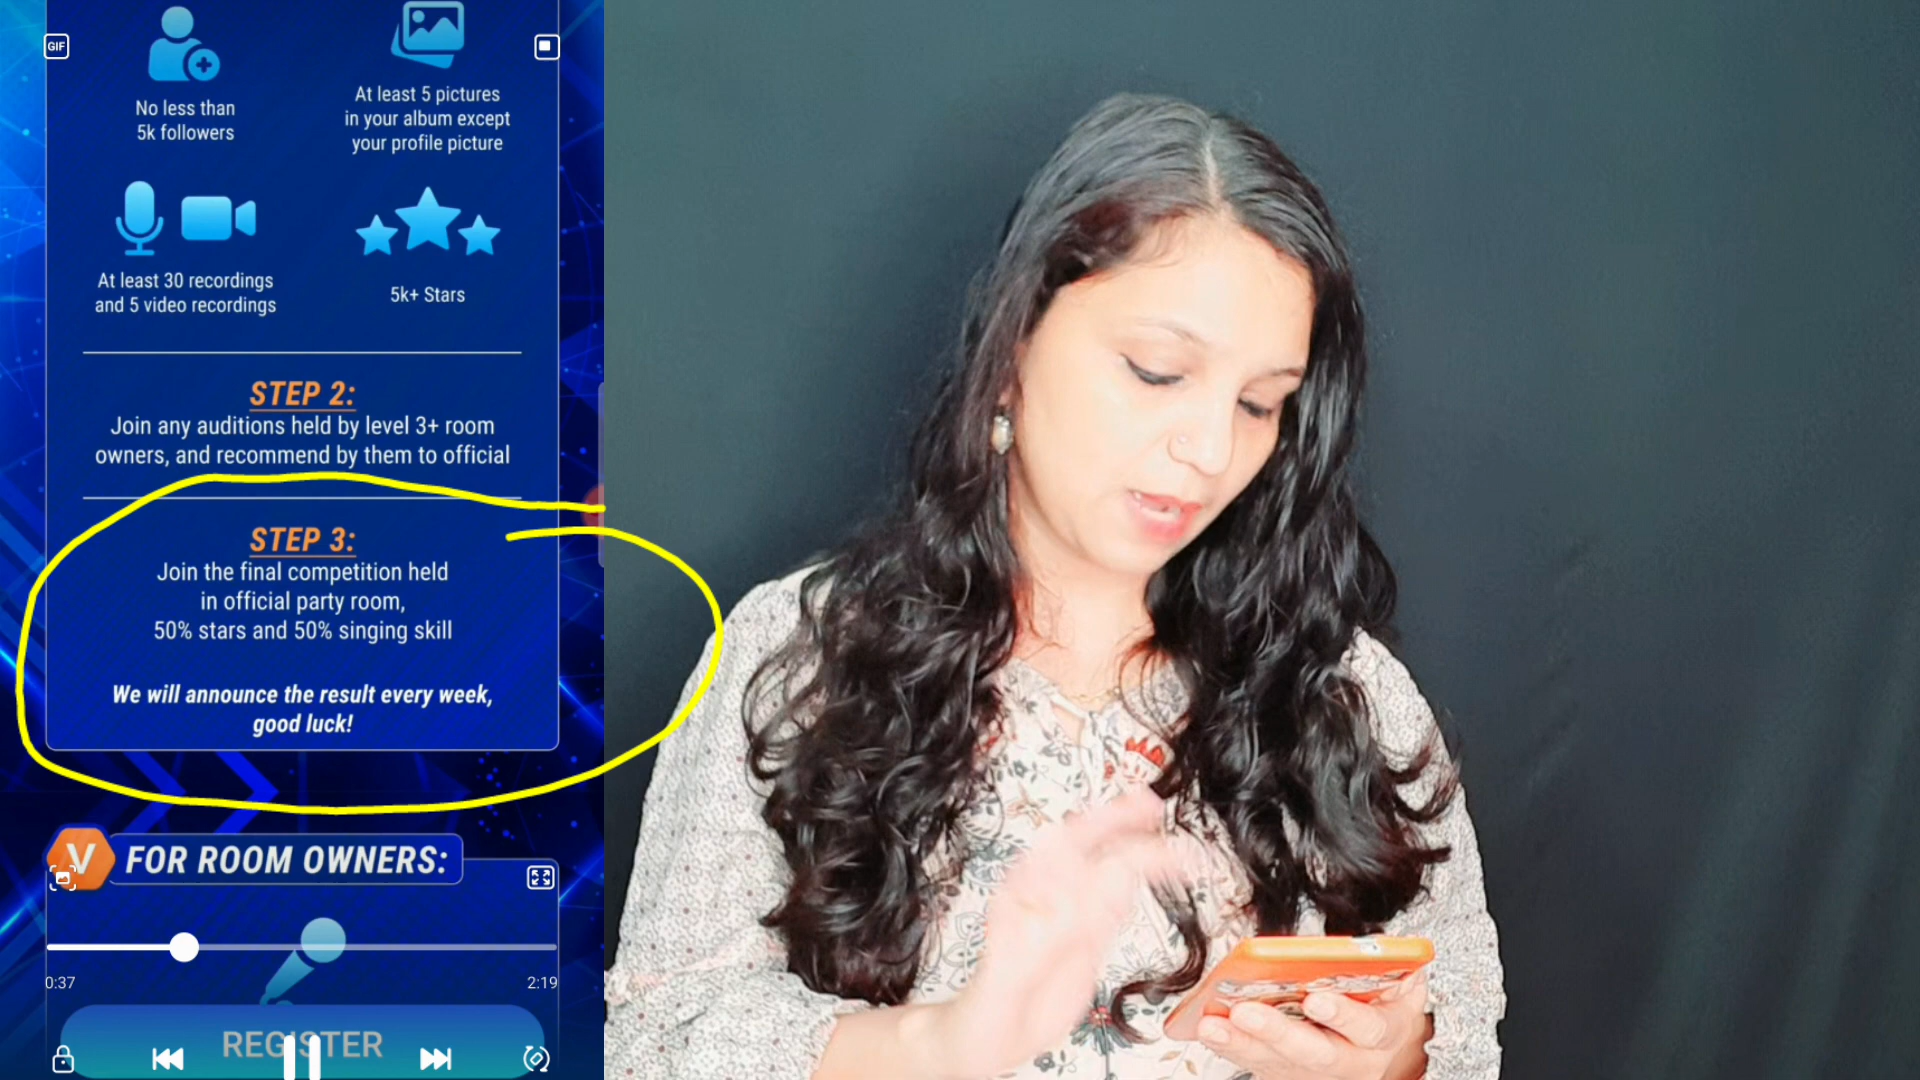 GIF
No less than
5k followers
At least 5 pictures
in your album except
your profile picture
At least 30 recordings
and 5 video recordings
5k+ Stars
STEP 2:
Join any auditions held by level 3+ room
owners, and recommend by them to official
STEP 3:
Join the final competition held
in official party room,
50% stars and 50% singing skill
We will announce the result every week,
good luck!
V
FOR ROOM OWNERS:
0:37
2:19
REGISTER